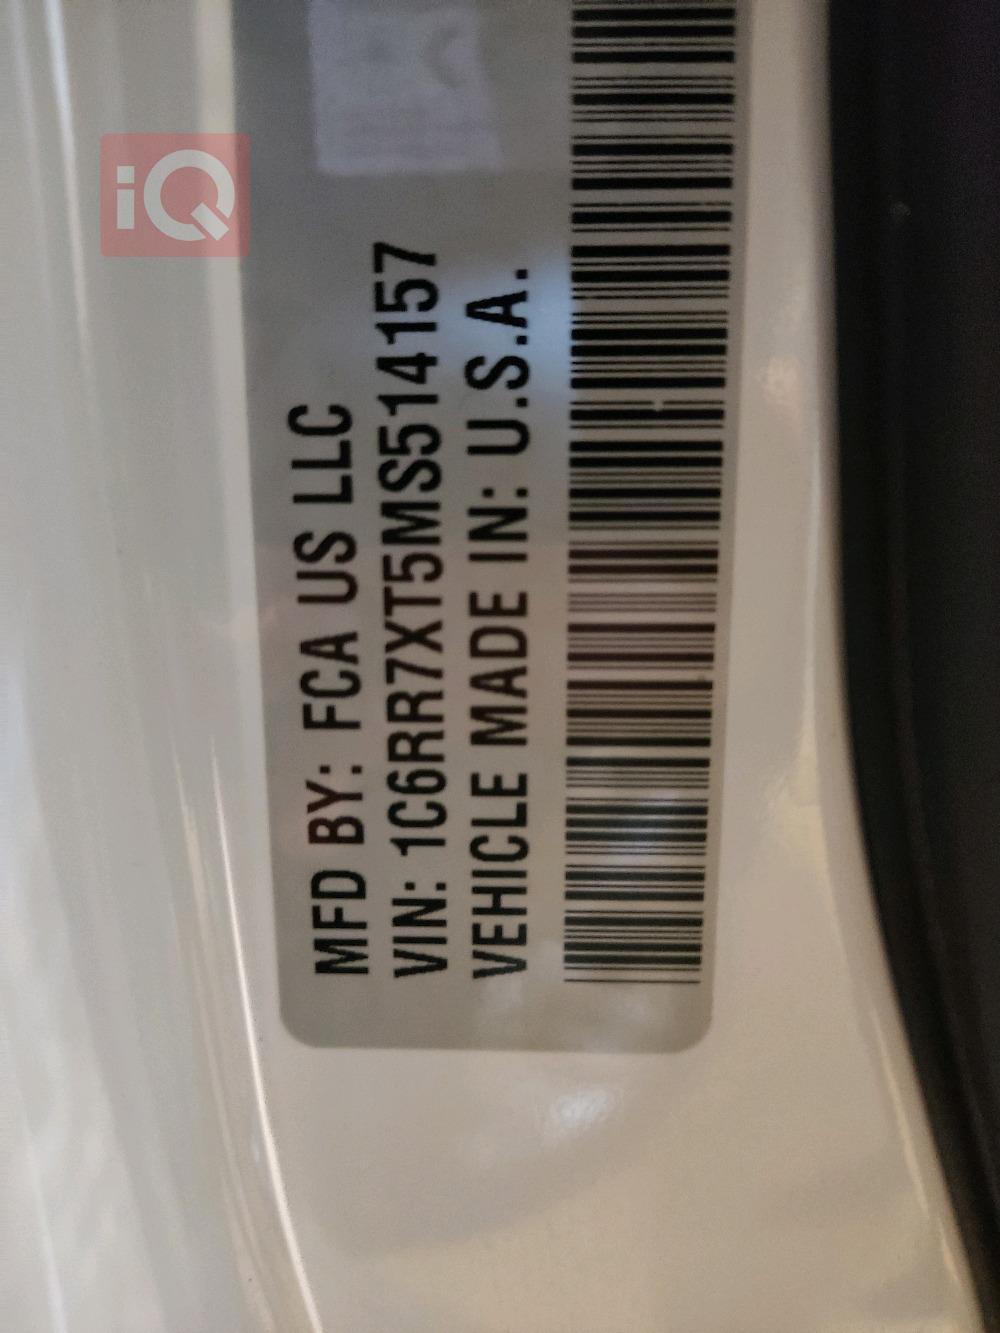 iQ
MFD BY: FCA US LLC
VIN: 1C6RR7XT5MS514157
VEHICLE MADE IN: U.S.A.